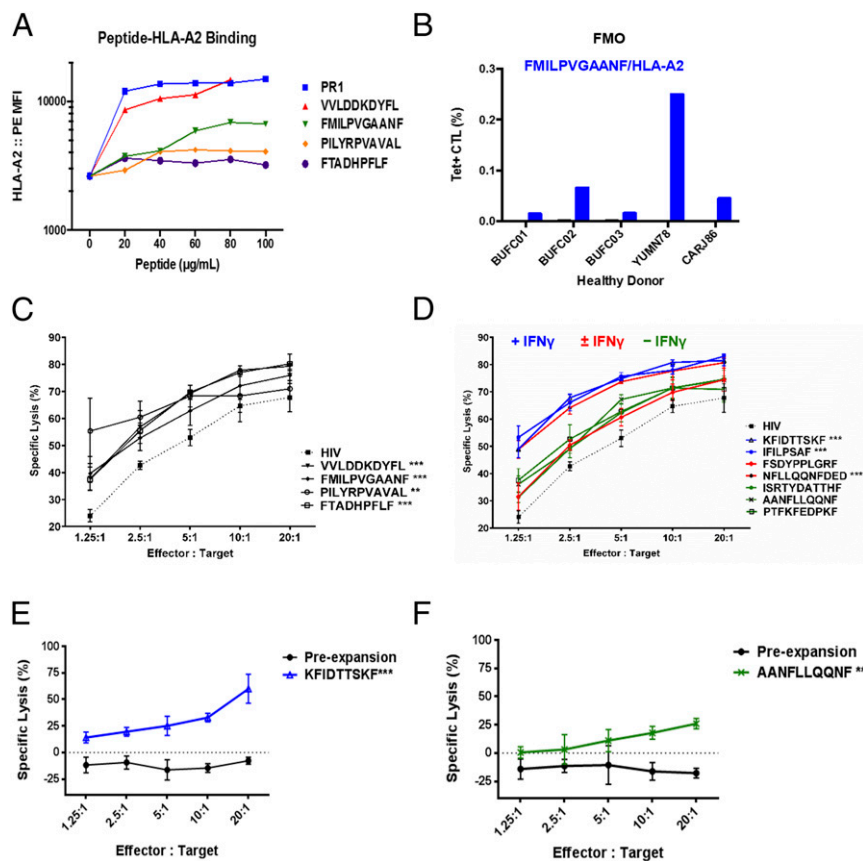 A
Peptide-HLA-A2 Binding
HLA-A2 :: PE MFI
10000
1000
0 20 40 60 80 100
Peptide (µg/mL)
PR1
VVLDDKDYFL
FMILPVGAANF
PILYRPVAVAL
FTADHPFLF
B
FMO
FMILPVGAANF/HLA-A2
Tet+ CTL (%)
0.3
0.2
0.1
0.0
BUFC01 BUFC02 BUFC03 YUMN78 CARJ86
Healthy Donor
C
Specific Lysis (%)
90
80
70
60
50
40
30
20
1.25:1 2.5:1 5:1 10:1 20:1
Effector : Target
HIV
VVLDDKDYFL ***
FMILPVGAANF ***
PILYRPVAVAL **
FTADHPFLF ***
D
+ IFNγ ± IFNγ − IFNγ
Specific Lysis (%)
90
80
70
60
50
40
30
20
1.25:1 2.5:1 5:1 10:1 20:1
Effector : Target
HIV
KFIDTTSKF ***
IFILPSAF ***
FSDYPPLGRF
NFLLQQNFDED ***
ISRTYDATTHF
AANFLLQQNF
PTFKFEDPKF
E
Specific Lysis (%)
100
75
50
25
0
-25
1.25:1 2.5:1 5:1 10:1 20:1
Effector : Target
Pre-expansion
KFIDTTSKF***
F
Specific Lysis (%)
100
75
50
25
0
-25
1.25:1 2.5:1 5:1 10:1 20:1
Effector : Target
Pre-expansion
AANFLLQQNF **